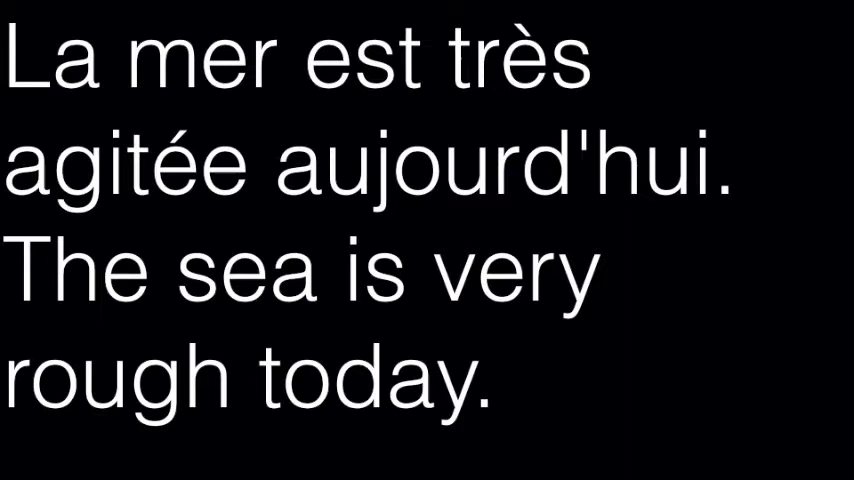 La mer est très
agitée aujourd'hui.
The sea is very
rough today.